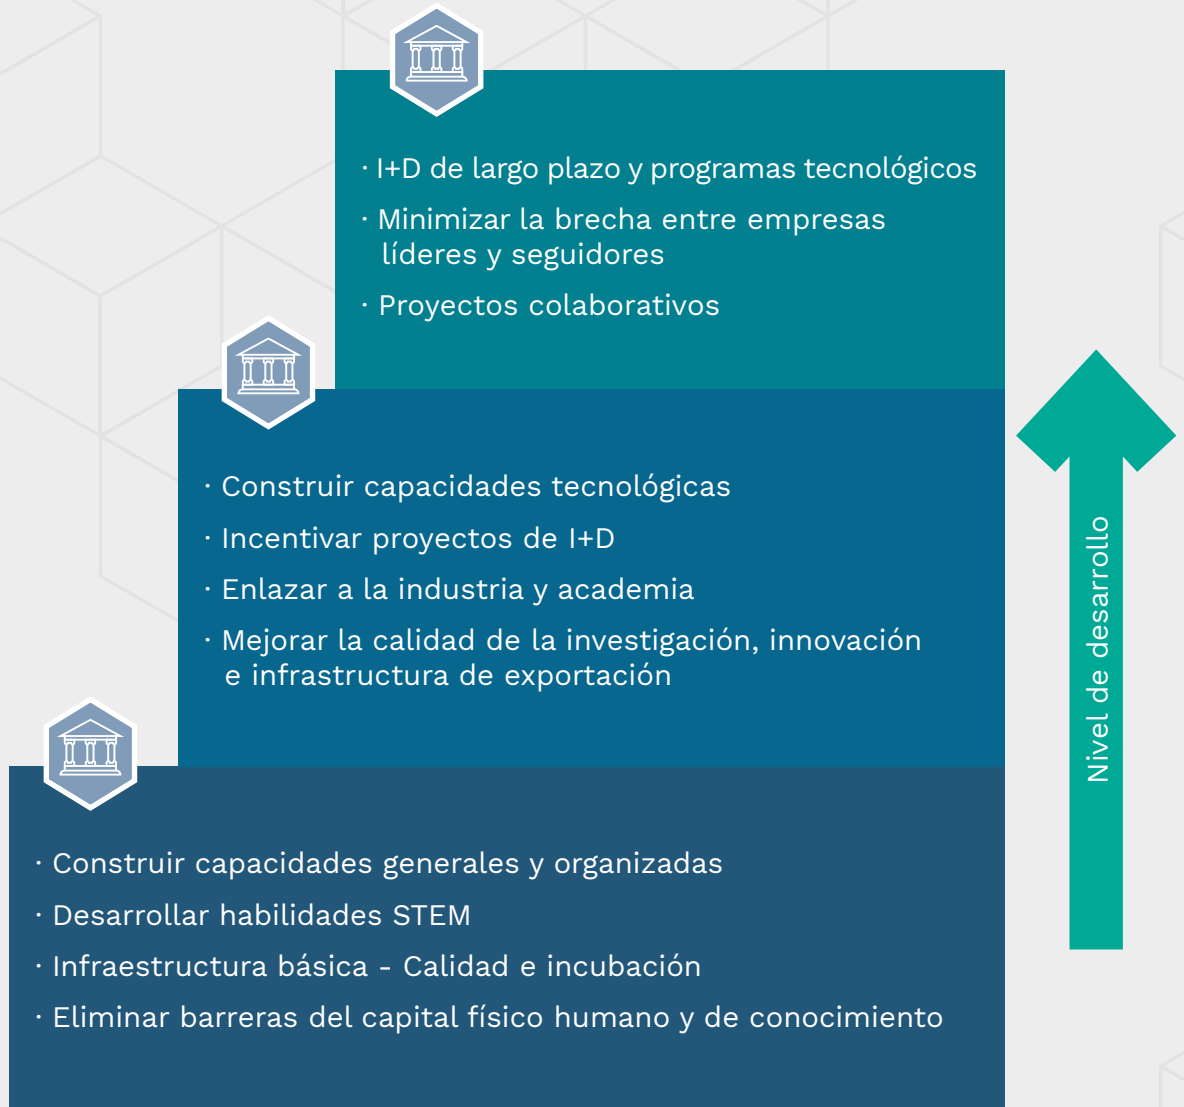 · I+D de largo plazo y programas tecnológicos
· Minimizar la brecha entre empresas
líderes y seguidores
· Proyectos colaborativos
· Construir capacidades tecnológicas
· Incentivar proyectos de I+D
· Enlazar a la industria y academia
· Mejorar la calidad de la investigación, innovación
e infrastructura de exportación
· Construir capacidades generales y organizadas
· Desarrollar habilidades STEM
· Infraestructura básica - Calidad e incubación
· Eliminar barreras del capital físico humano y de conocimiento
Nivel de desarrollo